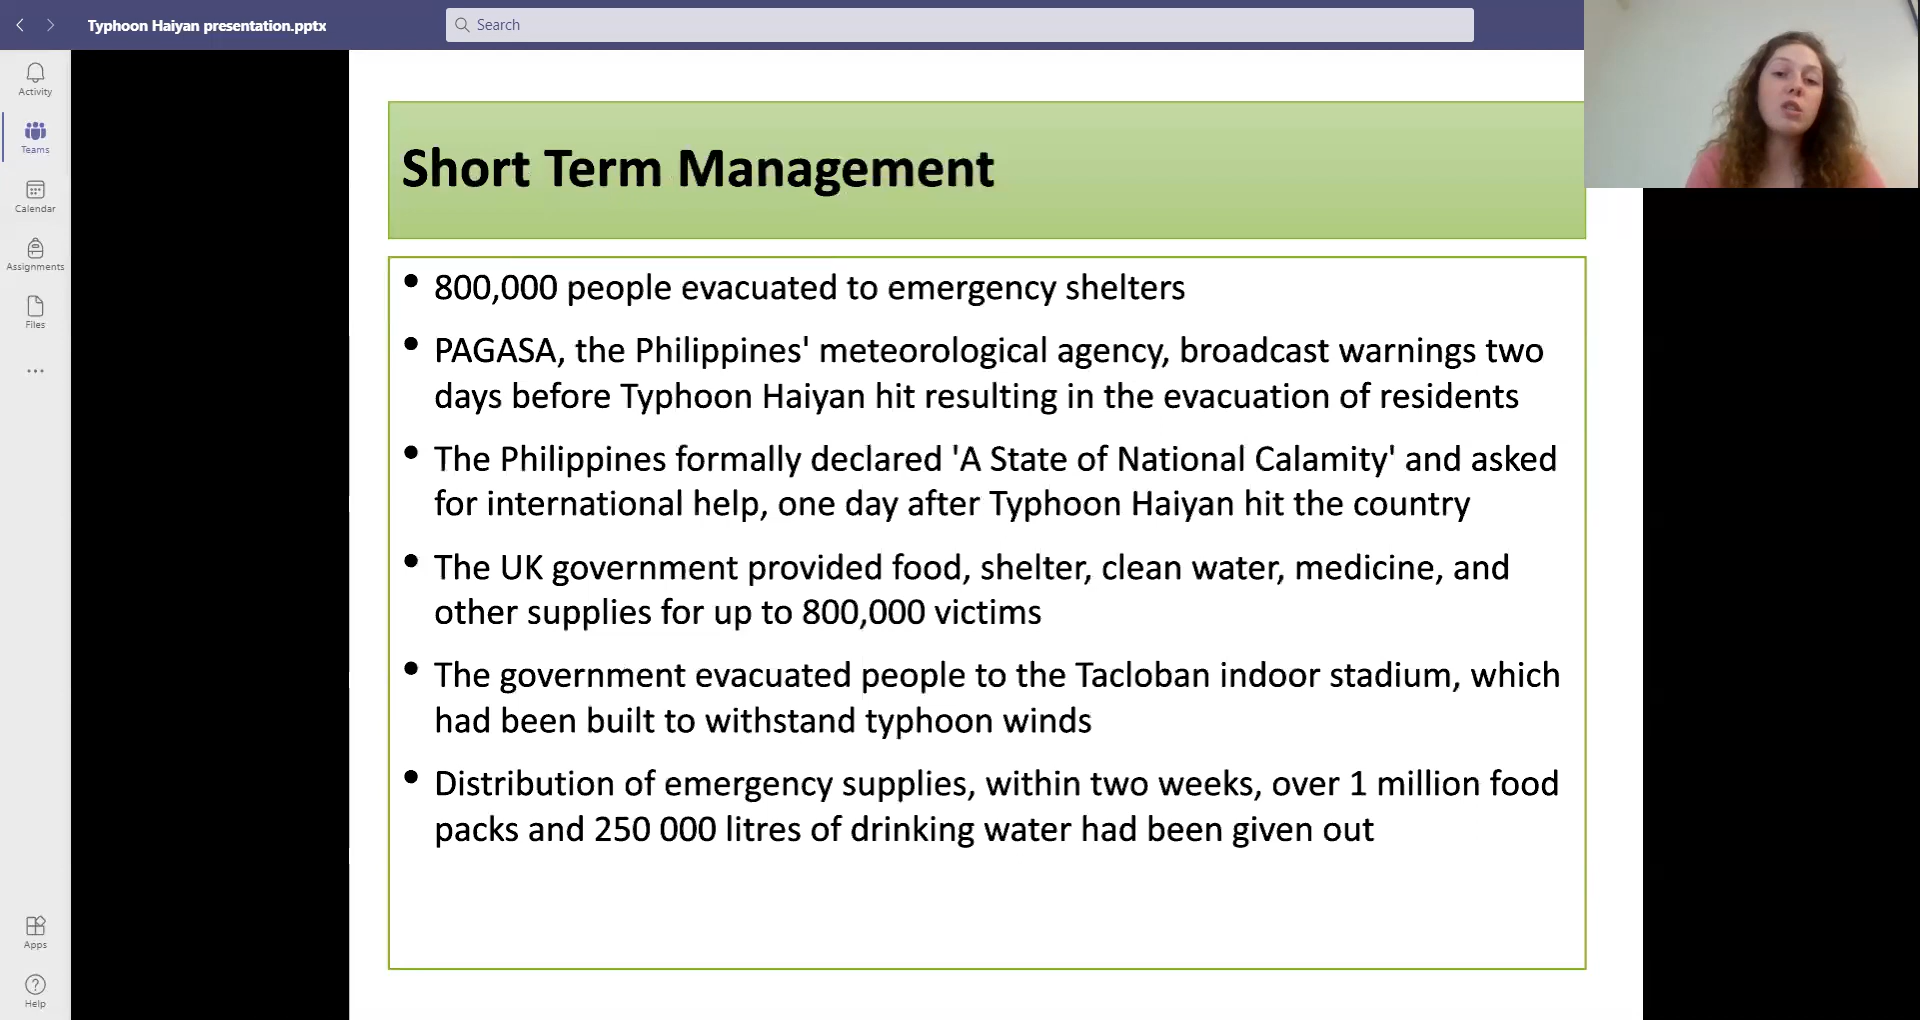 Typhoon Haiyan presentation.pptx
Search
Activity
Teams
Calendar
Assignments
Files
Apps
Help
Short Term Management
• 800,000 people evacuated to emergency shelters
• PAGASA, the Philippines' meteorological agency, broadcast warnings two
days before Typhoon Haiyan hit resulting in the evacuation of residents
• The Philippines formally declared 'A State of National Calamity' and asked
for international help, one day after Typhoon Haiyan hit the country
• The UK government provided food, shelter, clean water, medicine, and
other supplies for up to 800,000 victims
• The government evacuated people to the Tacloban indoor stadium, which
had been built to withstand typhoon winds
• Distribution of emergency supplies, within two weeks, over 1 million food
packs and 250 000 litres of drinking water had been given out